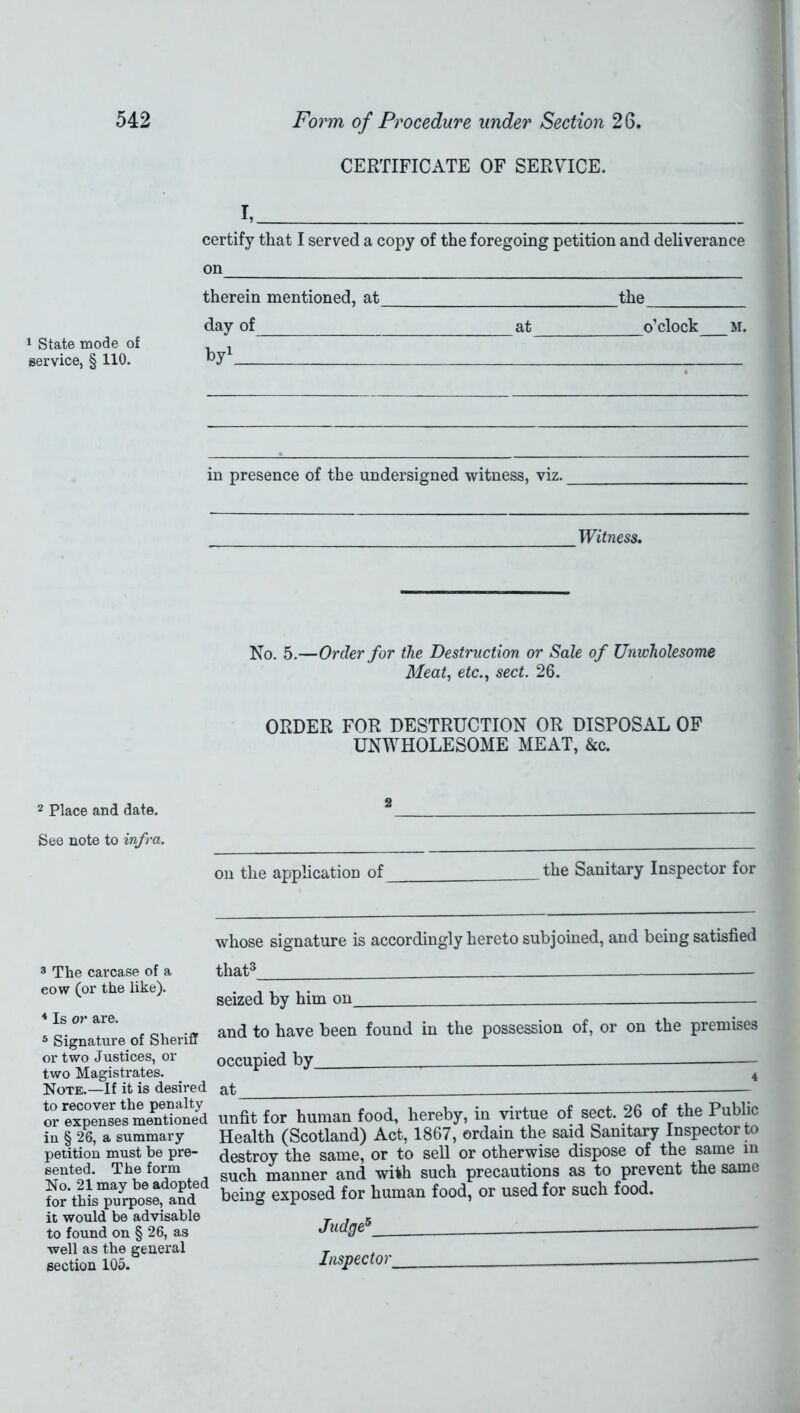 542 Form of Procedure under Section 26.
CERTIFICATE OF SERVICE.
I,
certify that I served a copy of the foregoing petition and deliverance
on
therein mentioned, at the
day of at o'clock M.
¹ State mode of
service, § 110.
by¹
in presence of the undersigned witness, viz.
Witness.
No. 5.—Order for the Destruction or Sale of Unwholesome
Meat, etc., sect. 26.
ORDER FOR DESTRUCTION OR DISPOSAL OF
UNWHOLESOME MEAT, &c.
² Place and date.
See note to infra.
2
on the application of the Sanitary Inspector for
whose signature is accordingly hereto subjoined, and being satisfied
that³
seized by him on
and to have been found in the possession of, or on the premises
occupied by
at 4
unfit for human food, hereby, in virtue of sect. 26 of the Public
Health (Scotland) Act, 1867, ordain the said Sanitary Inspector to
destroy the same, or to sell or otherwise dispose of the same in
such manner and with such precautions as to prevent the same
being exposed for human food, or used for such food.
Judge⁵
Inspector
³ The carcase of a
cow (or the like).
⁴ Is or are.
⁵ Signature of Sheriff
or two Justices, or
two Magistrates.
NOTE.—If it is desired
to recover the penalty
or expenses mentioned
in § 26, a summary
petition must be pre-
sented. The form
No. 21 may be adopted
for this purpose, and
it would be advisable
to found on § 26, as
well as the general
section 105.